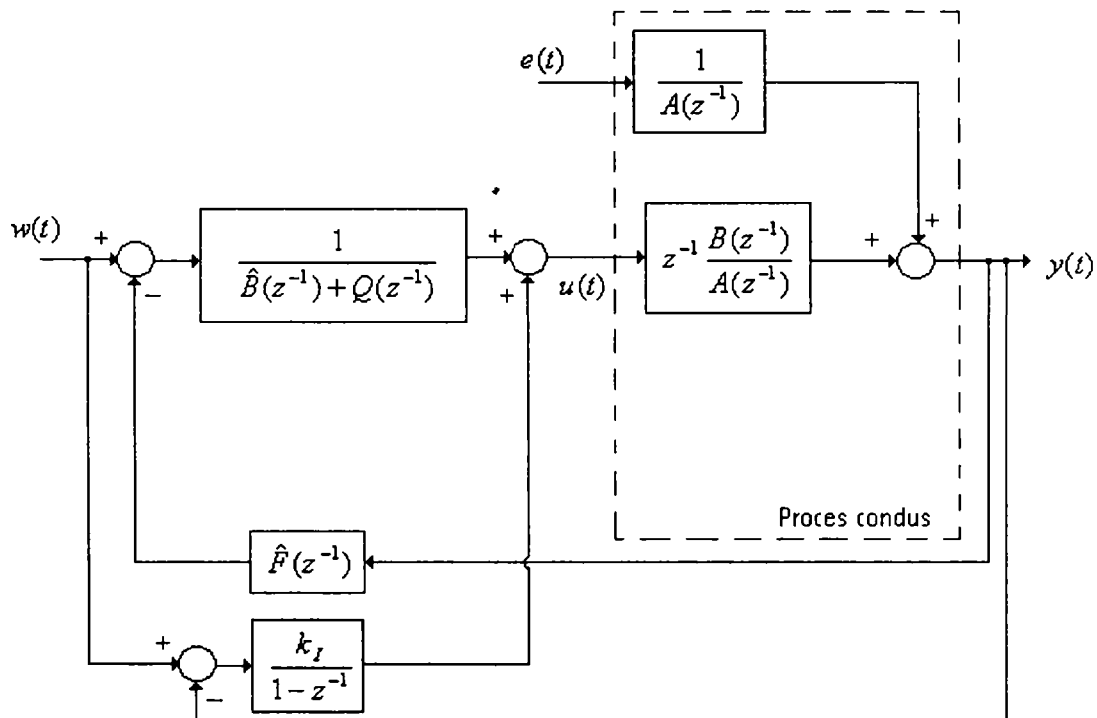 e(t)
1
A(z⁻¹)
w(t)
+
−
1
B̂(z⁻¹)+Q(z⁻¹)
+
+
u(t)
z⁻¹ B(z⁻¹)
A(z⁻¹)
+
+
y(t)
Proces condus
F̂(z⁻¹)
+
−
k_I
1−z⁻¹